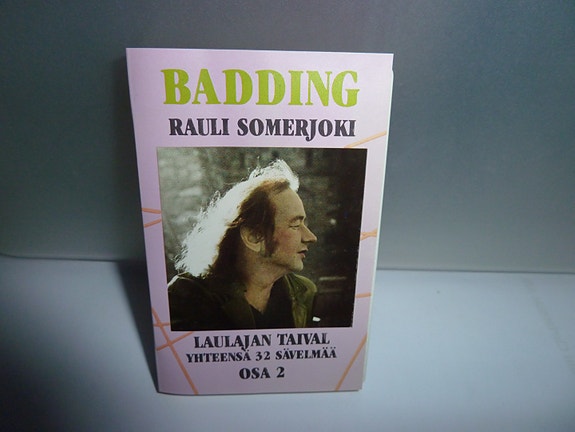 BADDING
RAULI SOMERJOKI
LAULAJAN TAIVAL
YHTEENSÄ 32 SÄVELMÄÄ
OSA 2